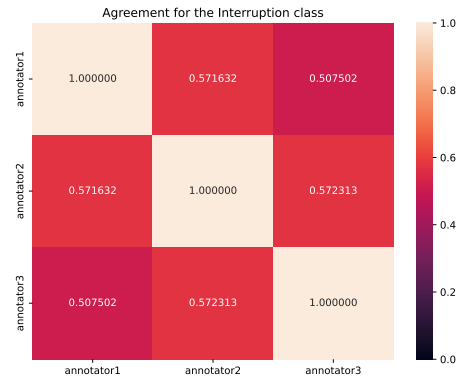 Agreement for the Interruption class
annotator1
1.000000 0.571632 0.507502
annotator2
0.571632 1.000000 0.572313
annotator3
0.507502 0.572313 1.000000
annotator1 annotator2 annotator3
1.0
0.8
0.6
0.4
0.2
0.0